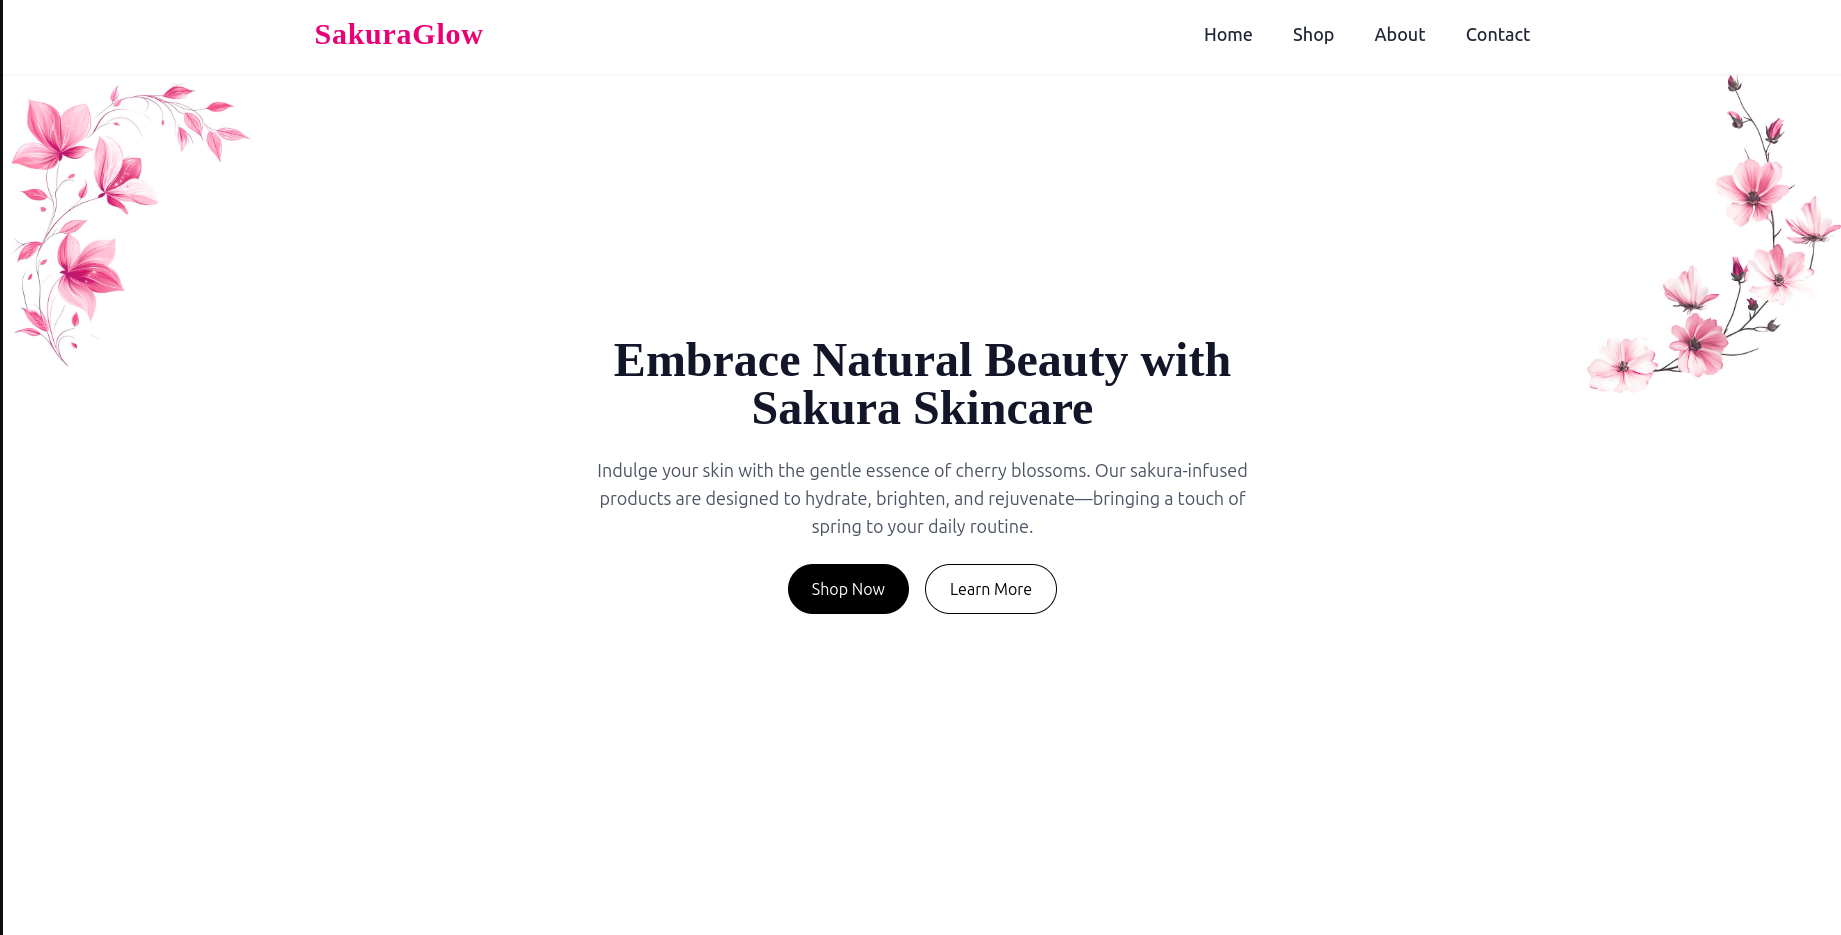 SakuraGlow
Home Shop About Contact
Embrace Natural Beauty with
Sakura Skincare
Indulge your skin with the gentle essence of cherry blossoms. Our sakura-infused
products are designed to hydrate, brighten, and rejuvenate—bringing a touch of
spring to your daily routine.
Shop Now Learn More